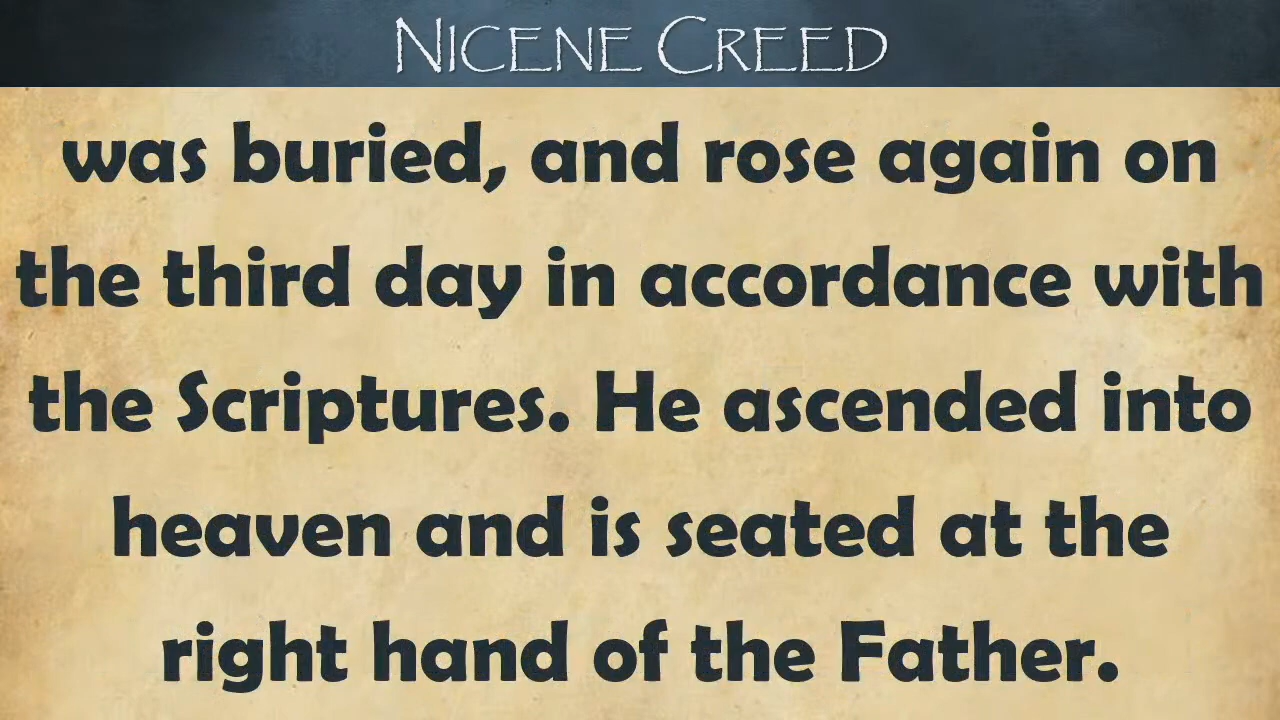 NICENE CREED
was buried, and rose again on
the third day in accordance with
the Scriptures. He ascended into
heaven and is seated at the
right hand of the Father.